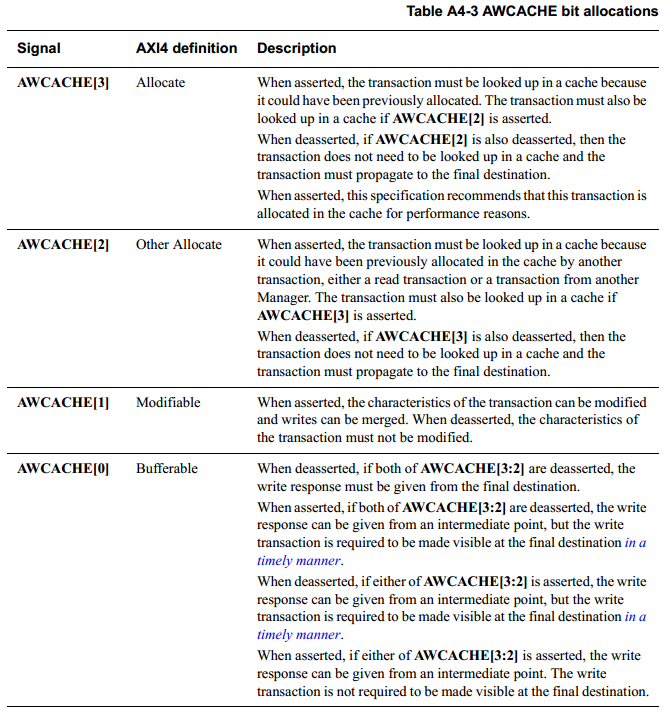 Table A4-3 AWCACHE bit allocations
Signal AXI4 definition Description
AWCACHE[3] Allocate When asserted, the transaction must be looked up in a cache because
it could have been previously allocated. The transaction must also be
looked up in a cache if AWCACHE[2] is asserted.
When deasserted, if AWCACHE[2] is also deasserted, then the
transaction does not need to be looked up in a cache and the
transaction must propagate to the final destination.
When asserted, this specification recommends that this transaction is
allocated in the cache for performance reasons.
AWCACHE[2] Other Allocate When asserted, the transaction must be looked up in a cache because
it could have been previously allocated in the cache by another
transaction, either a read transaction or a transaction from another
Manager. The transaction must also be looked up in a cache if
AWCACHE[3] is asserted.
When deasserted, if AWCACHE[3] is also deasserted, then the
transaction does not need to be looked up in a cache and the
transaction must propagate to the final destination.
AWCACHE[1] Modifiable When asserted, the characteristics of the transaction can be modified
and writes can be merged. When deasserted, the characteristics of
the transaction must not be modified.
AWCACHE[0] Bufferable When deasserted, if both of AWCACHE[3:2] are deasserted, the
write response must be given from the final destination.
When asserted, if both of AWCACHE[3:2] are deasserted, the write
response can be given from an intermediate point, but the write
transaction is required to be made visible at the final destination in a
timely manner.
When deasserted, if either of AWCACHE[3:2] is asserted, the write
response can be given from an intermediate point, but the write
transaction is required to be made visible at the final destination in a
timely manner.
When asserted, if either of AWCACHE[3:2] is asserted, the write
response can be given from an intermediate point. The write
transaction is not required to be made visible at the final destination.